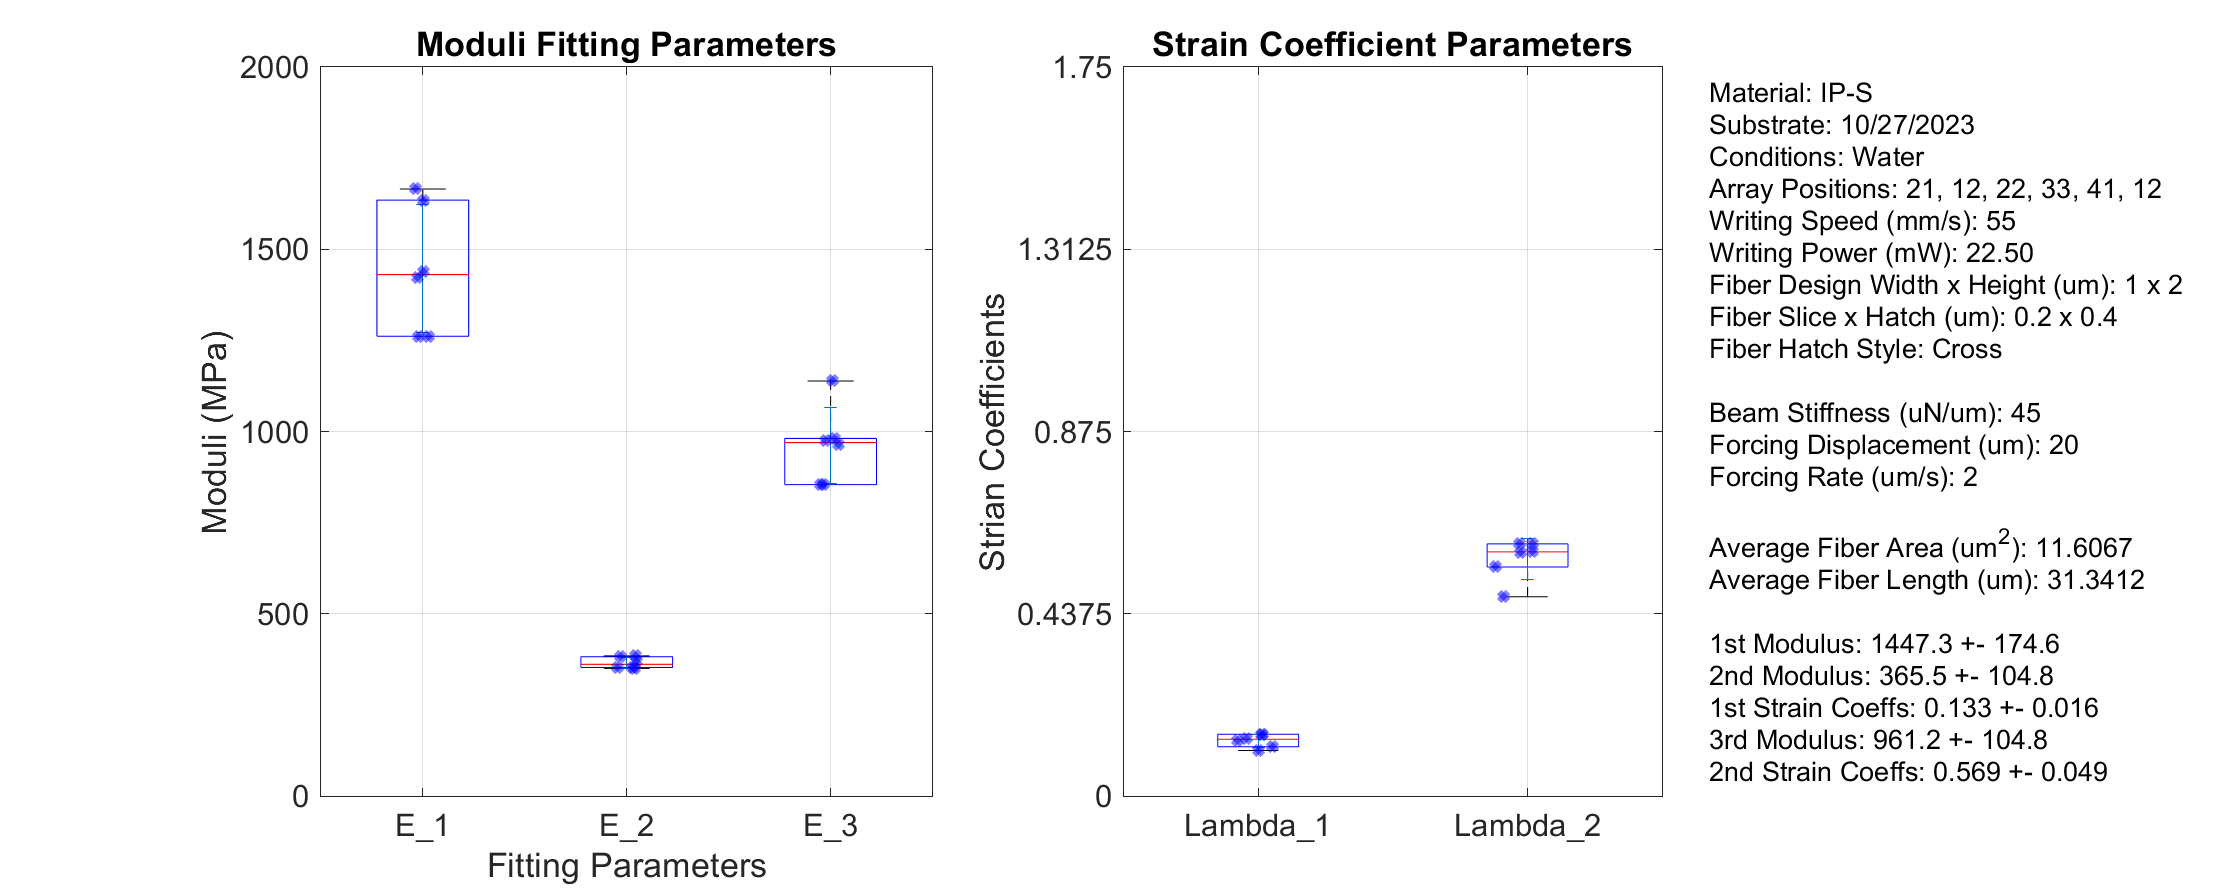 Moduli Fitting Parameters
2000
1500
1000
500
0
Moduli (MPa)
E_1
E_2
E_3
Fitting Parameters
Strain Coefficient Parameters
1.75
1.3125
0.875
0.4375
0
Strian Coefficients
Lambda_1
Lambda_2
Material: IP-S
Substrate: 10/27/2023
Conditions: Water
Array Positions: 21, 12, 22, 33, 41, 12
Writing Speed (mm/s): 55
Writing Power (mW): 22.50
Fiber Design Width x Height (um): 1 x 2
Fiber Slice x Hatch (um): 0.2 x 0.4
Fiber Hatch Style: Cross
Beam Stiffness (uN/um): 45
Forcing Displacement (um): 20
Forcing Rate (um/s): 2
Average Fiber Area (um²): 11.6067
Average Fiber Length (um): 31.3412
1st Modulus: 1447.3 +- 174.6
2nd Modulus: 365.5 +- 104.8
1st Strain Coeffs: 0.133 +- 0.016
3rd Modulus: 961.2 +- 104.8
2nd Strain Coeffs: 0.569 +- 0.049